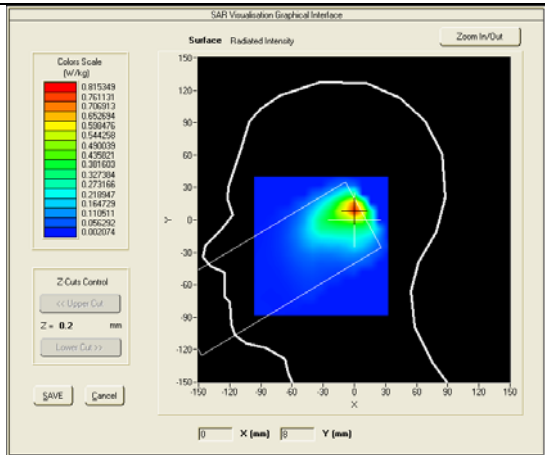 SAR Visualisation Graphical Interface
Surface Radiated Intensity
Zoom In/Out
Colors Scale
(W/kg)
0.815349
0.761131
0.706913
0.652694
0.598476
0.544258
0.490039
0.435821
0.381603
0.327384
0.273166
0.218947
0.164729
0.110511
0.056292
0.002074
Z Cuts Control
<< Upper Cut
Z = 0.2 mm
Lower Cut >>
SAVE Cancel
150
120
90
60
30
0
-30
-60
-90
-120
-150
Y
-150 -120 -90 -60 -30 0 30 60 90 120 150
X
0 X (mm) 8 Y (mm)